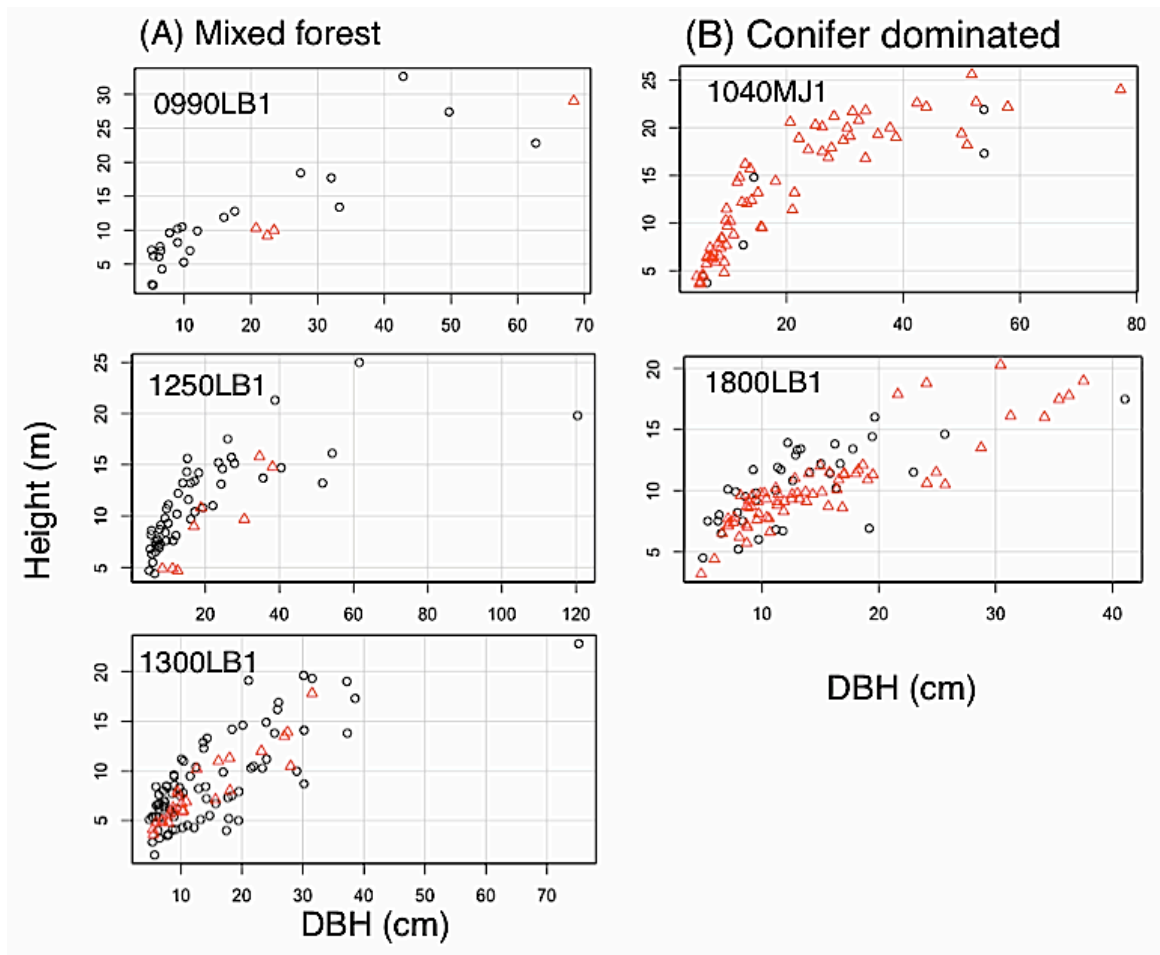 (A) Mixed forest
(B) Conifer dominated
0990LB1
30
25
20
15
10
5
10 20 30 40 50 60 70
1040MJ1
25
20
15
10
5
20 40 60 80
1250LB1
25
20
15
10
5
20 40 60 80 100 120
1800LB1
20
15
10
5
10 20 30 40
1300LB1
20
15
10
5
10 20 30 40 50 60 70
Height (m)
DBH (cm)
DBH (cm)